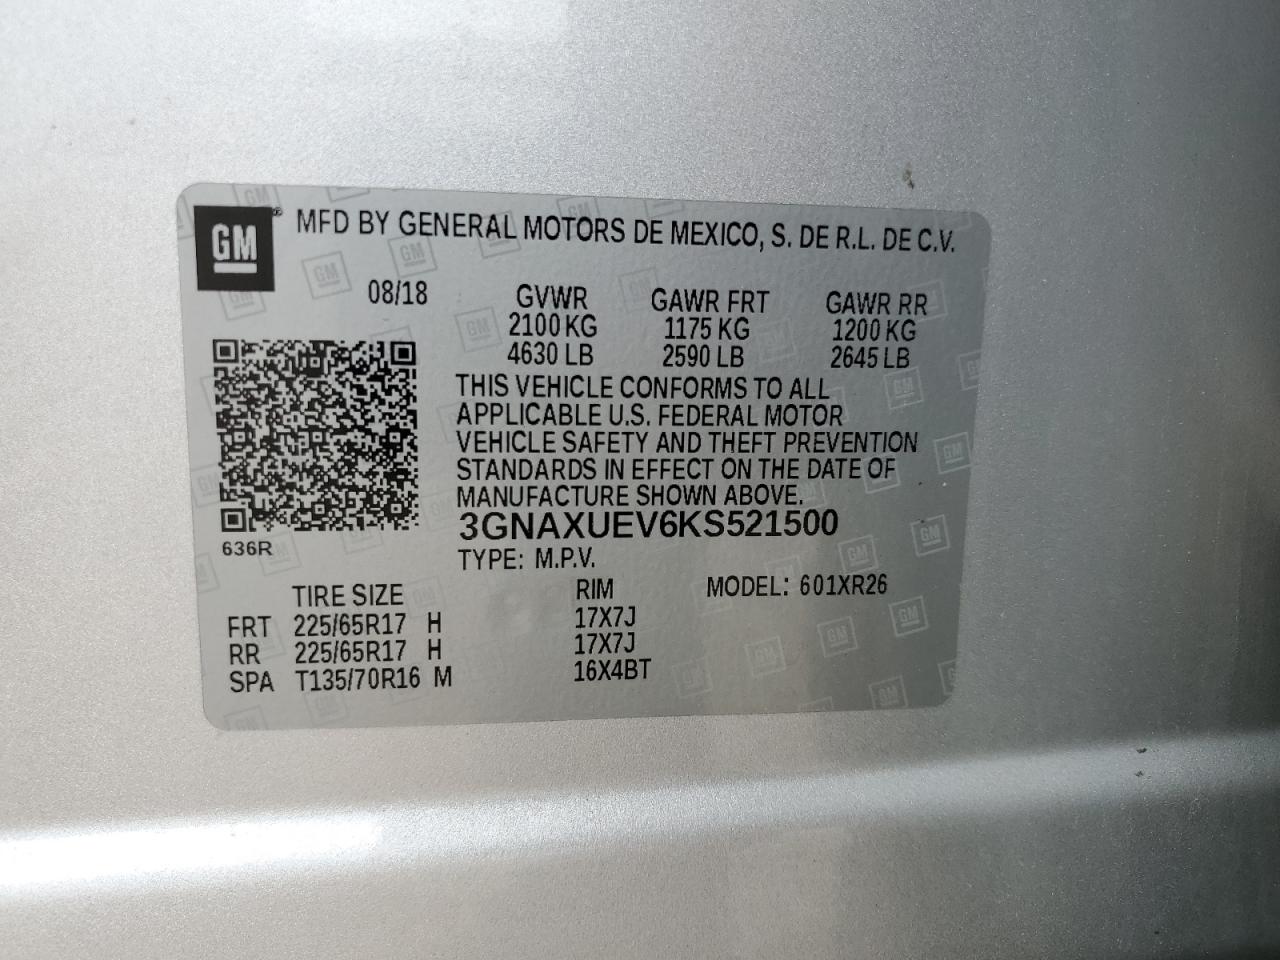 GM
MFD BY GENERAL MOTORS DE MEXICO, S. DE R.L. DE C.V.
08/18
GVWR GAWR FRT GAWR RR
2100 KG 1175 KG 1200 KG
4630 LB 2590 LB 2645 LB
THIS VEHICLE CONFORMS TO ALL
APPLICABLE U.S. FEDERAL MOTOR
VEHICLE SAFETY AND THEFT PREVENTION
STANDARDS IN EFFECT ON THE DATE OF
MANUFACTURE SHOWN ABOVE.
3GNAXUEV6KS521500
636R
TYPE: M.P.V.
TIRE SIZE RIM MODEL: 601XR26
FRT 225/65R17 H 17X7J
RR 225/65R17 H 17X7J
SPA T135/70R16 M 16X4BT